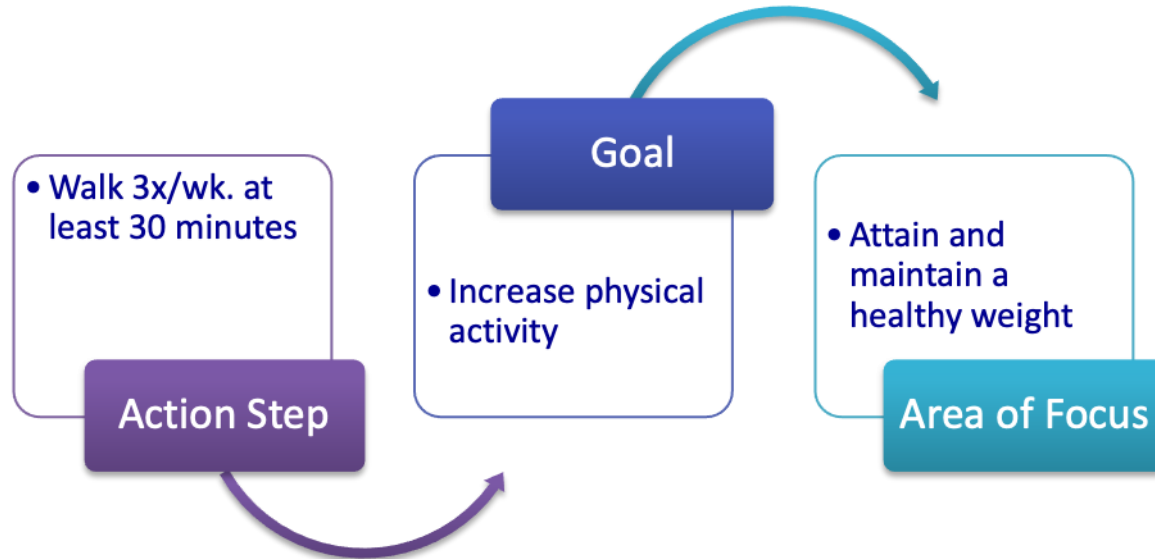 • Walk 3x/wk. at
least 30 minutes
Action Step
Goal
• Increase physical
activity
• Attain and
maintain a
healthy weight
Area of Focus